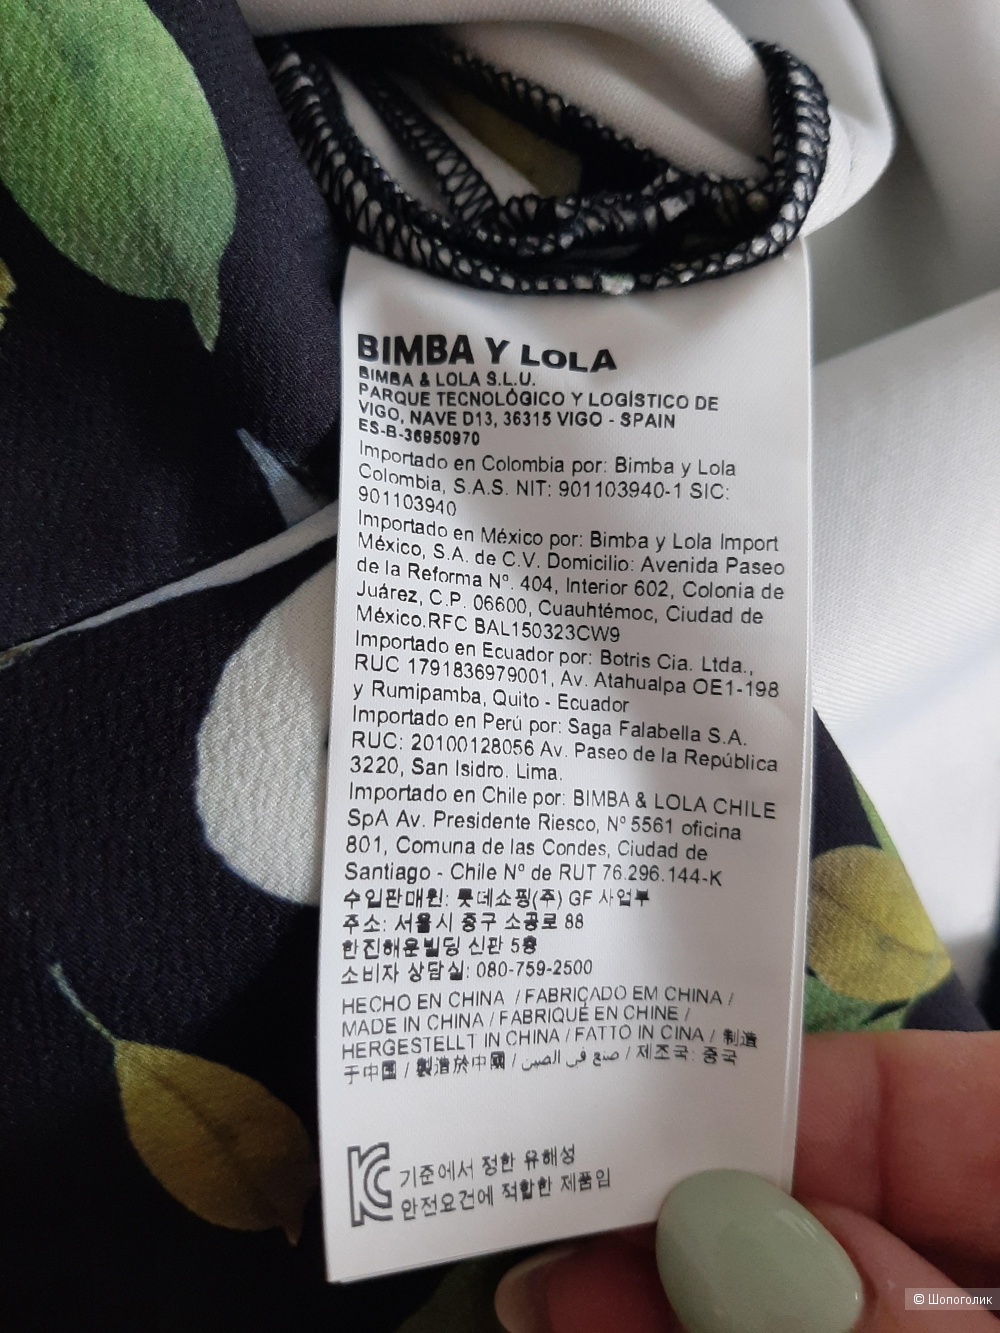 BIMBA Y LOLA
BIMBA & LOLA S.L.U.
PARQUE TECNOLÓGICO Y LOGÍSTICO DE
VIGO, NAVE D13, 36315 VIGO - SPAIN
ES-B-36950970
Importado en Colombia por: Bimba y Lola
Colombia, S.A.S. NIT: 901103940-1 SIC:
901103940
Importado en México por: Bimba y Lola Import
México, S.A. de C.V. Domicilio: Avenida Paseo
de la Reforma Nº. 404, Interior 602, Colonia de
Juárez, C.P. 06600, Cuauhtémoc, Ciudad de
México.RFC BAL150323CW9
Importado en Ecuador por: Botris Cia. Ltda.,
RUC 1791836979001, Av. Atahualpa OE1-198
y Rumipamba, Quito - Ecuador
Importado en Perú por: Saga Falabella S.A.
RUC: 20100128056 Av. Paseo de la República
3220, San Isidro. Lima.
Importado en Chile por: BIMBA & LOLA CHILE
SpA Av. Presidente Riesco, Nº 5561 oficina
801, Comuna de las Condes, Ciudad de
Santiago - Chile Nº de RUT 76.296.144-K
수입판매원: 롯데쇼핑(주) GF 사업부
주소: 서울시 중구 소공로 88
한진해운빌딩 신관 5층
소비자 상담실: 080-759-2500
HECHO EN CHINA / FABRICADO EM CHINA /
MADE IN CHINA / FABRIQUÉ EN CHINE /
HERGESTELLT IN CHINA / FATTO IN CINA / 制造
于中国 / 製造於中國 / صنع في الصين / 제조국: 중국
기준에서 정한 유해성
안전요건에 적합한 제품임
© Шопоголик